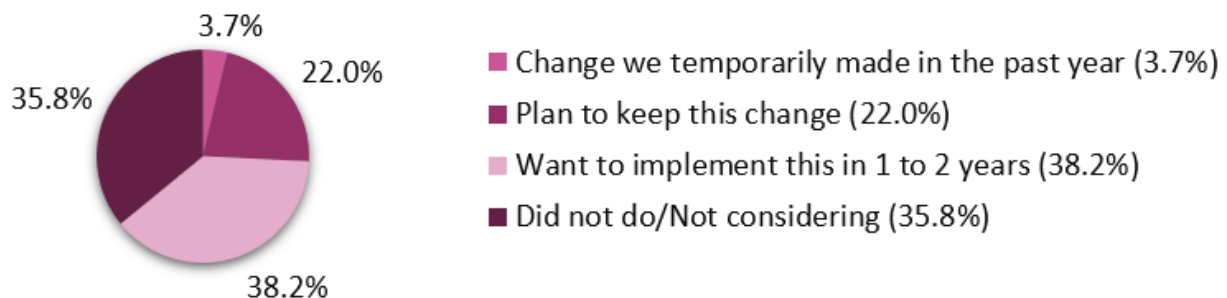 3.7%
22.0%
35.8%
38.2%
Change we temporarily made in the past year (3.7%)
Plan to keep this change (22.0%)
Want to implement this in 1 to 2 years (38.2%)
Did not do/Not considering (35.8%)